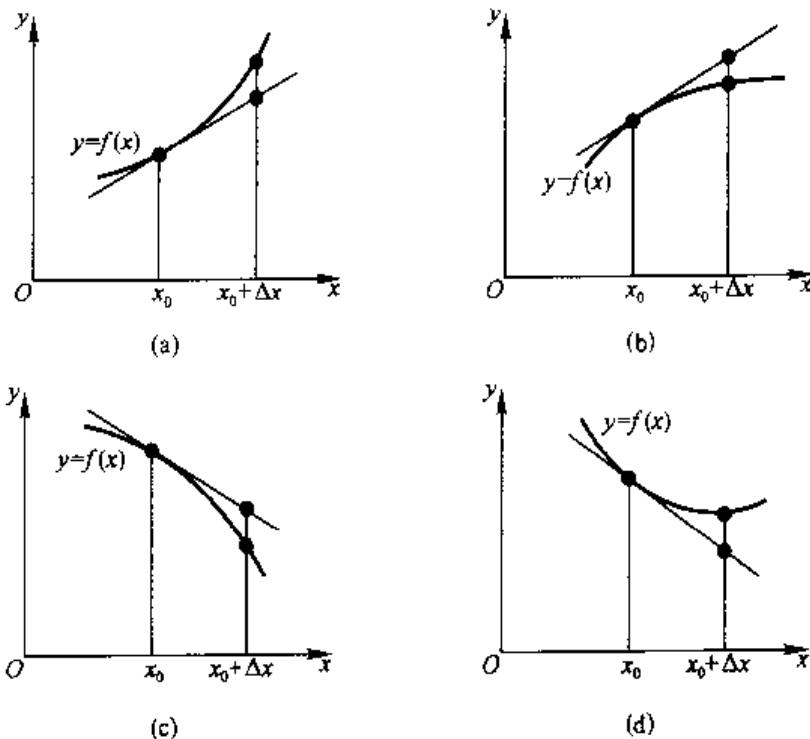 y
y=f(x)
O x₀ x₀+Δx x
(a)
y
y=f(x)
O x₀ x₀+Δx x
(b)
y
y=f(x)
O x₀ x₀+Δx x
(c)
y
y=f(x)
O x₀ x₀+Δx x
(d)